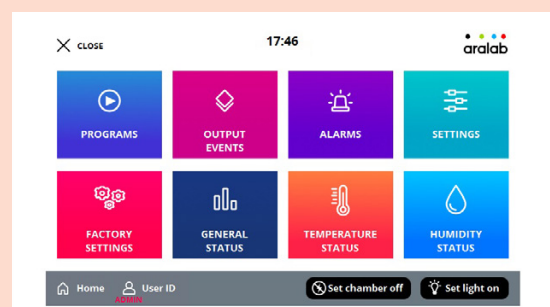 CLOSE
17:46
aralab
PROGRAMS
OUTPUT
EVENTS
ALARMS
SETTINGS
FACTORY
SETTINGS
GENERAL
STATUS
TEMPERATURE
STATUS
HUMIDITY
STATUS
Home
User ID
ADMIN
Set chamber off
Set light on